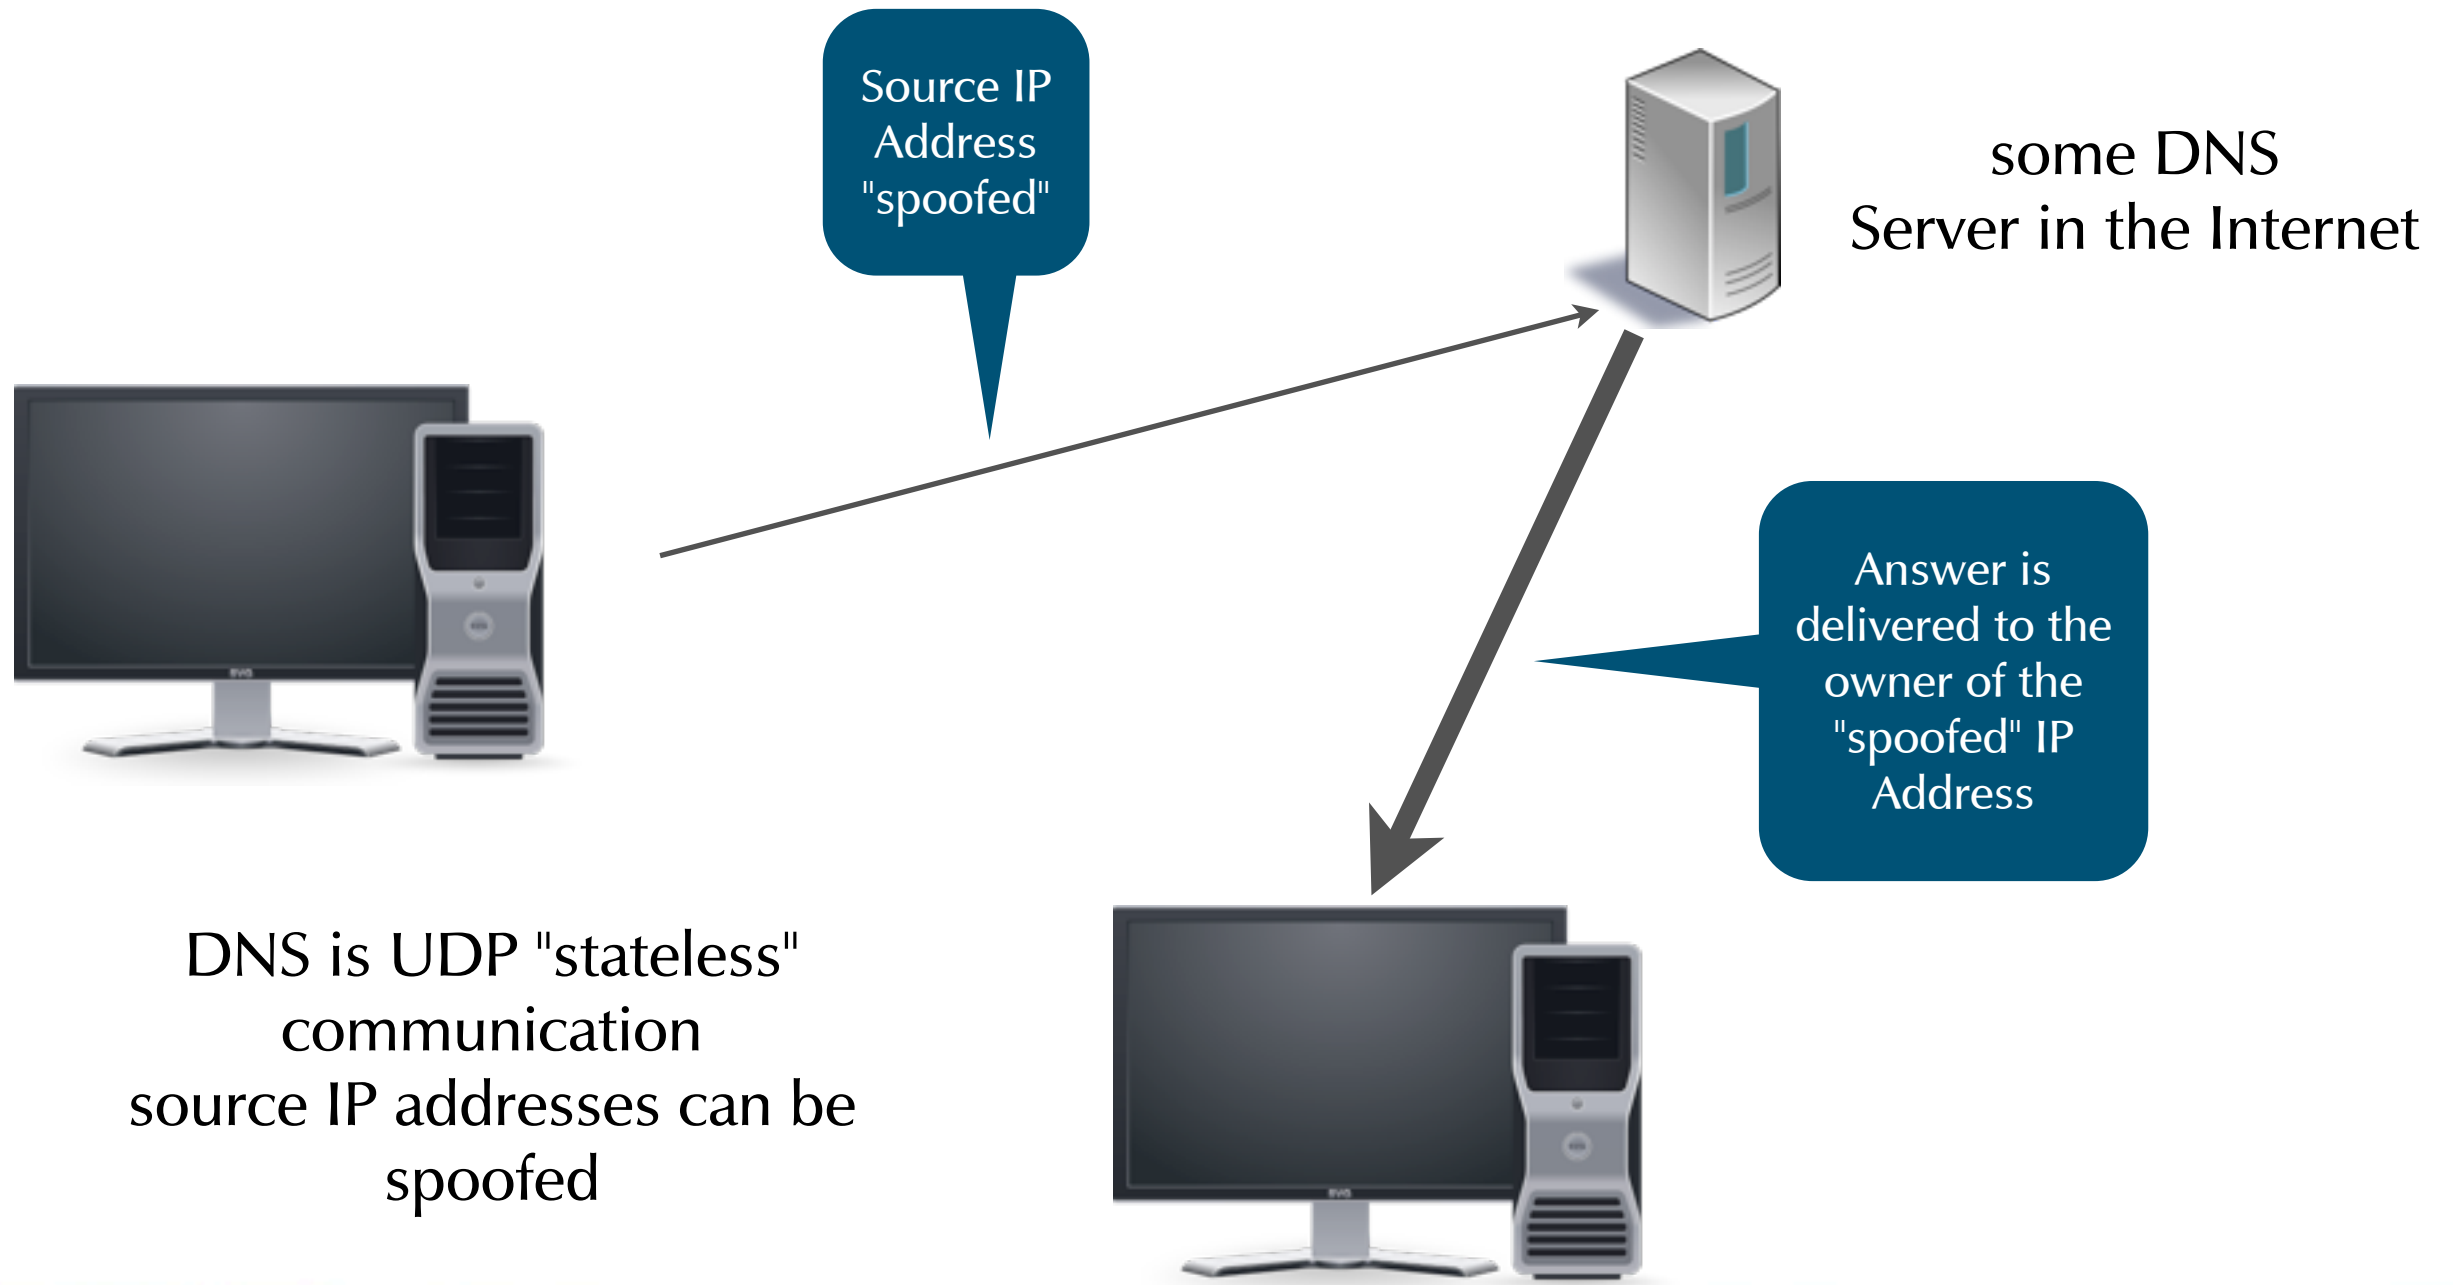 Source IP
Address
"spoofed"
some DNS
Server in the Internet
Answer is
delivered to the
owner of the
"spoofed" IP
Address
DNS is UDP "stateless"
communication
source IP addresses can be
spoofed